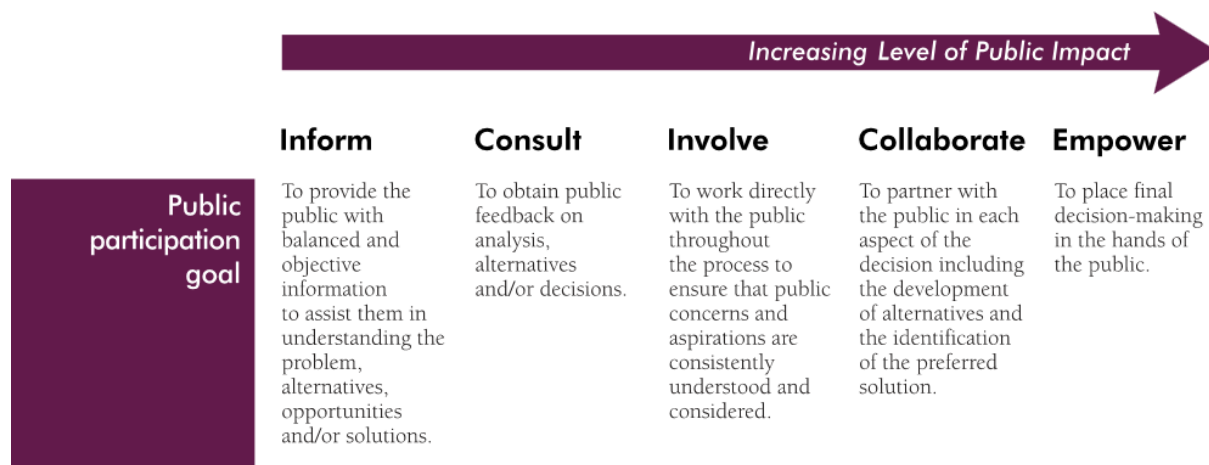 Increasing Level of Public Impact
Inform
Consult
Involve
Collaborate
Empower
Public
participation
goal
To provide the
public with
balanced and
objective
information
to assist them in
understanding the
problem,
alternatives,
opportunities
and/or solutions.
To obtain public
feedback on
analysis,
alternatives
and/or decisions.
To work directly
with the public
throughout
the process to
ensure that public
concerns and
aspirations are
consistently
understood and
considered.
To partner with
the public in each
aspect of the
decision including
the development
of alternatives and
the identification
of the preferred
solution.
To place final
decision-making
in the hands of
the public.